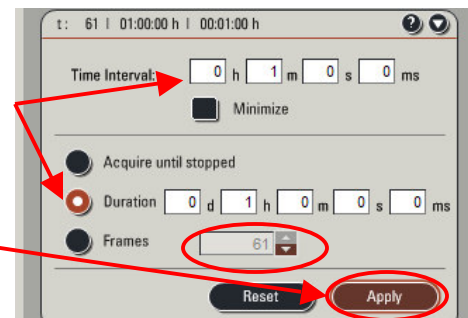 t: 61 | 01:00:00 h | 00:01:00 h ?
Time Interval: 0 h 1 m 0 s 0 ms
Minimize
Acquire until stopped
Duration 0 d 1 h 0 m 0 s 0 ms
Frames 61
Reset Apply